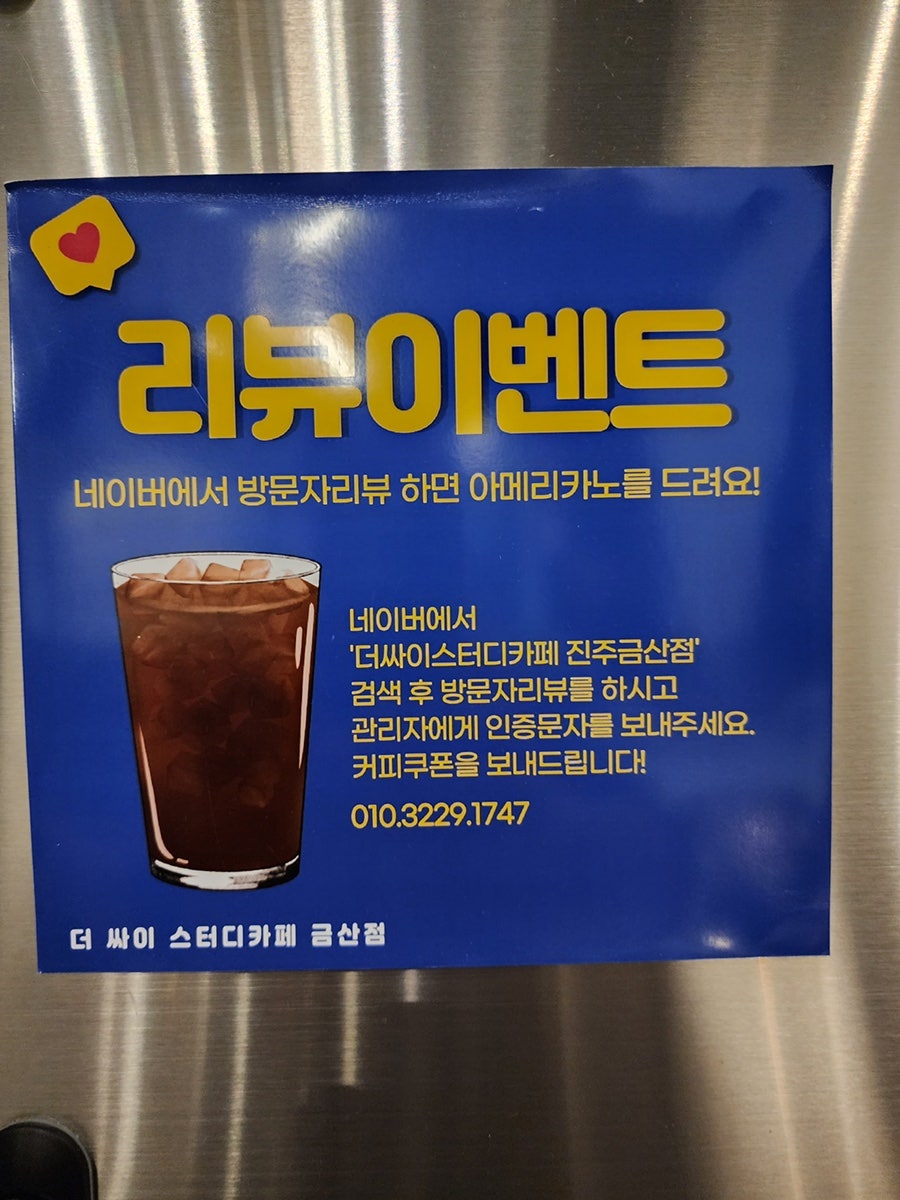 리뷰이벤트
네이버에서 방문자리뷰 하면 아메리카노를 드려요!
네이버에서
'더싸이스터디카페 진주금산점'
검색 후 방문자리뷰를 하시고
관리자에게 인증문자를 보내주세요.
커피쿠폰을 보내드립니다!
010.3229.1747
더 싸이 스터디카페 금산점